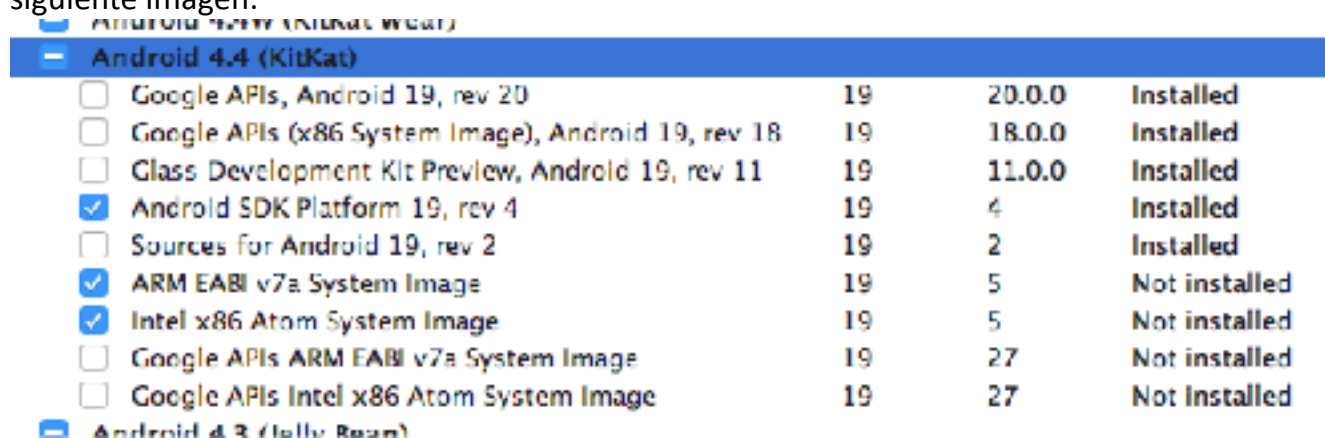 siguiente imagen:
Android 4.4W (KitKat Wear)
Android 4.4 (KitKat)
Google APIs, Android 19, rev 20 19 20.0.0 Installed
Google APIs (x86 System Image), Android 19, rev 18 19 18.0.0 Installed
Glass Development Kit Preview, Android 19, rev 11 19 11.0.0 Installed
Android SDK Platform 19, rev 4 19 4 Installed
Sources for Android 19, rev 2 19 2 Installed
ARM EABI v7a System Image 19 5 Not installed
Intel x86 Atom System Image 19 5 Not installed
Google APIs ARM EABI v7a System Image 19 27 Not installed
Google APIs Intel x86 Atom System Image 19 27 Not installed
Android 4.3 (Jelly Bean)